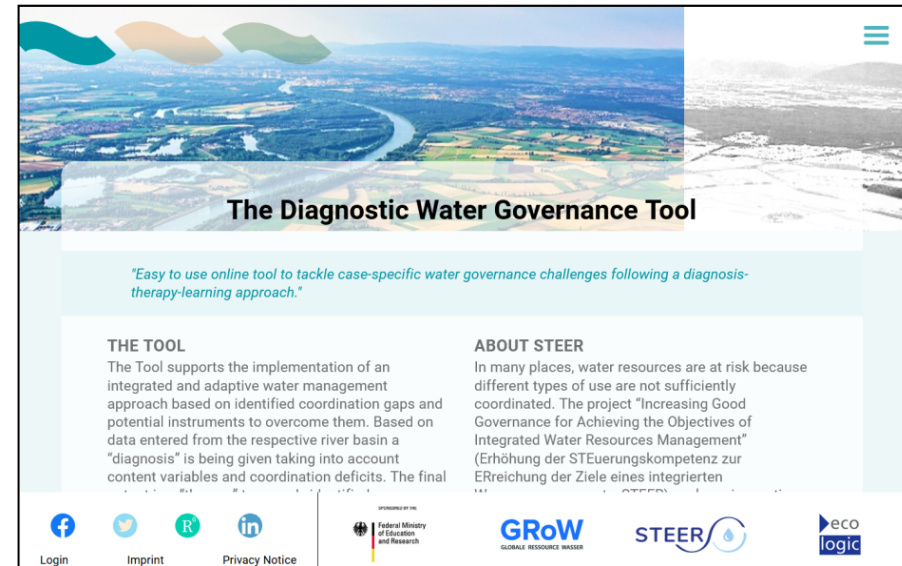 The Diagnostic Water Governance Tool
"Easy to use online tool to tackle case-specific water governance challenges following a diagnosis-
therapy-learning approach."
THE TOOL
The Tool supports the implementation of an
integrated and adaptive water management
approach based on identified coordination gaps and
potential instruments to overcome them. Based on
data entered from the respective river basin a
“diagnosis” is being given taking into account
content variables and coordination deficits. The final
ABOUT STEER
In many places, water resources are at risk because
different types of use are not sufficiently
coordinated. The project “Increasing Good
Governance for Achieving the Objectives of
Integrated Water Resources Management”
(Erhöhung der STEuerungskompetenz zur
ERreichung der Ziele eines integrierten
f
R
in
Login
Imprint
Privacy Notice
SPONSORED BY THE
Federal Ministry
of Education
and Research
GRoW
GLOBALE RESSOURCE WASSER
STEER
eco
logic